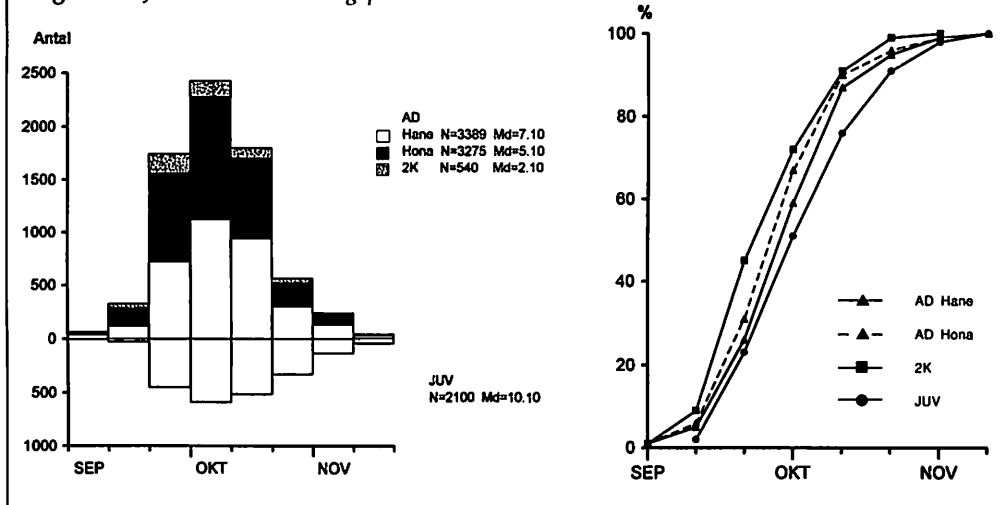 Antal
2500
2000
1500
1000
500
0
500
1000
SEP OKT NOV
AD
Hane N=3389 Md=7.10
Hona N=3275 Md=5.10
2K N=540 Md=2.10
JUV
N=2100 Md=10.10
%
100
80
60
40
20
0
SEP OKT NOV
AD Hane
AD Hona
2K
JUV